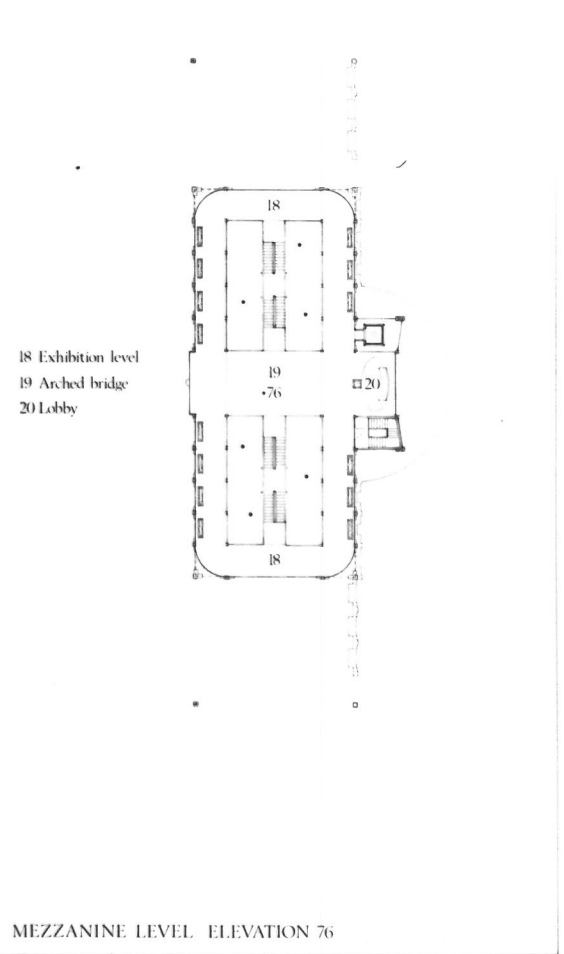 18
18 Exhibition level
19 Arched bridge
20 Lobby
19
76
20
18
MEZZANINE LEVEL ELEVATION 76